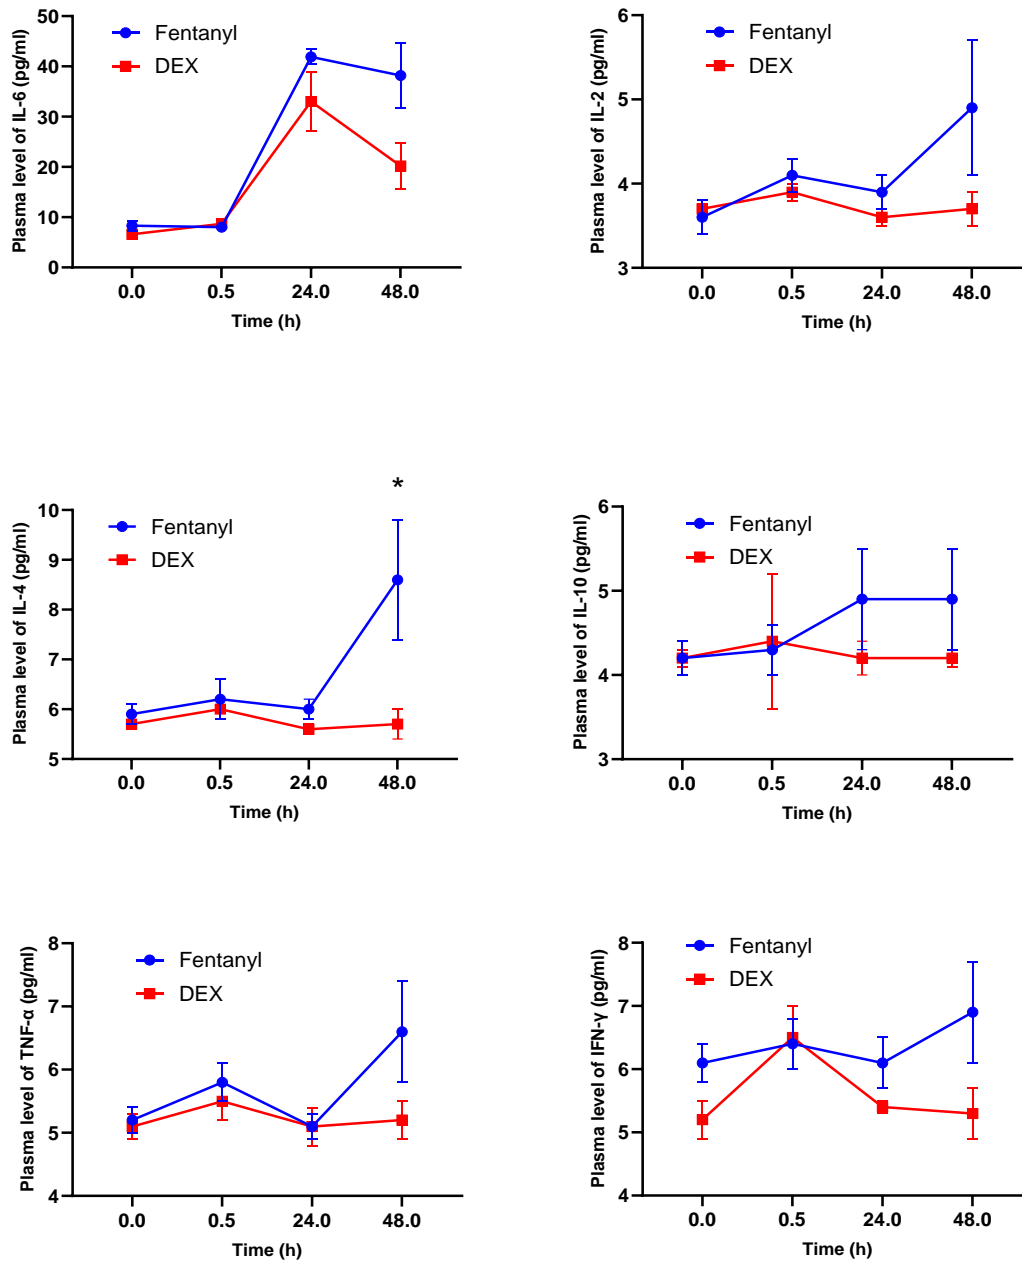 Plasma level of IL-6 (pg/ml)
50
40
30
20
10
0
Fentanyl
DEX
0.0 0.5 24.0 48.0
Time (h)
Plasma level of IL-2 (pg/ml)
6
5
4
3
Fentanyl
DEX
0.0 0.5 24.0 48.0
Time (h)
Plasma level of IL-4 (pg/ml)
10
9
8
7
6
5
Fentanyl
DEX
*
0.0 0.5 24.0 48.0
Time (h)
Plasma level of IL-10 (pg/ml)
6
5
4
3
Fentanyl
DEX
0.0 0.5 24.0 48.0
Time (h)
Plasma level of TNF-α (pg/ml)
8
7
6
5
4
Fentanyl
DEX
0.0 0.5 24.0 48.0
Time (h)
Plasma level of IFN-γ (pg/ml)
8
7
6
5
4
Fentanyl
DEX
0.0 0.5 24.0 48.0
Time (h)